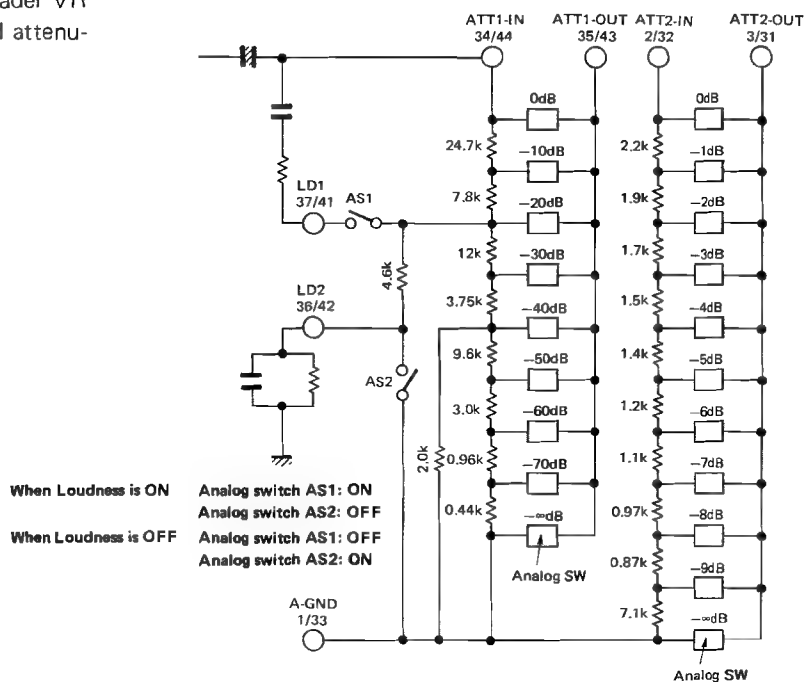 ader VR
l attenu-
ATT1-IN ATT1-OUT ATT2-IN ATT2-OUT
34/44 35/43 2/32 3/31
0dB 0dB
24.7k 2.2k
−10dB −1dB
7.8k 1.9k
LD1
37/41 AS1
−20dB −2dB
12k 1.7k
−30dB −3dB
4.6k
3.75k 1.5k
LD2
36/42
−40dB −4dB
9.6k 1.4k
AS2
−50dB −5dB
3.0k 1.2k
−60dB −6dB
2.0k
0.96k 1.1k
−70dB −7dB
When Loudness is ON Analog switch AS1: ON
Analog switch AS2: OFF
0.44k 0.97k
−∞dB −8dB
When Loudness is OFF Analog switch AS1: OFF
Analog switch AS2: ON
0.87k
Analog SW
−9dB
A-GND
1/33
7.1k
−∞dB
Analog SW